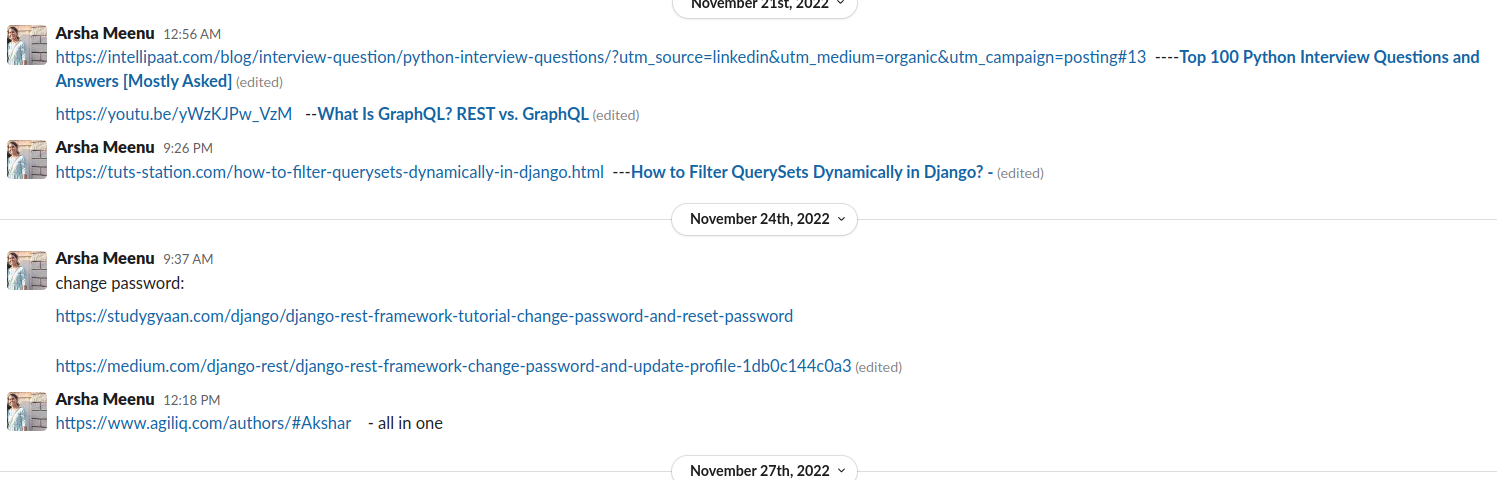 November 21st, 2022
Arsha Meenu 12:56 AM
https://intellipaat.com/blog/interview-question/python-interview-questions/?utm_source=linkedin&utm_medium=organic&utm_campaign=posting#13 ----Top 100 Python Interview Questions and
Answers [Mostly Asked] (edited)
https://youtu.be/yWzKJPw_VzM --What Is GraphQL? REST vs. GraphQL (edited)
Arsha Meenu 9:26 PM
https://tuts-station.com/how-to-filter-querysets-dynamically-in-django.html ---How to Filter QuerySets Dynamically in Django? - (edited)
November 24th, 2022
Arsha Meenu 9:37 AM
change password:
https://studygyaan.com/django/django-rest-framework-tutorial-change-password-and-reset-password
https://medium.com/django-rest/django-rest-framework-change-password-and-update-profile-1db0c144c0a3 (edited)
Arsha Meenu 12:18 PM
https://www.agiliq.com/authors/#Akshar - all in one
November 27th, 2022